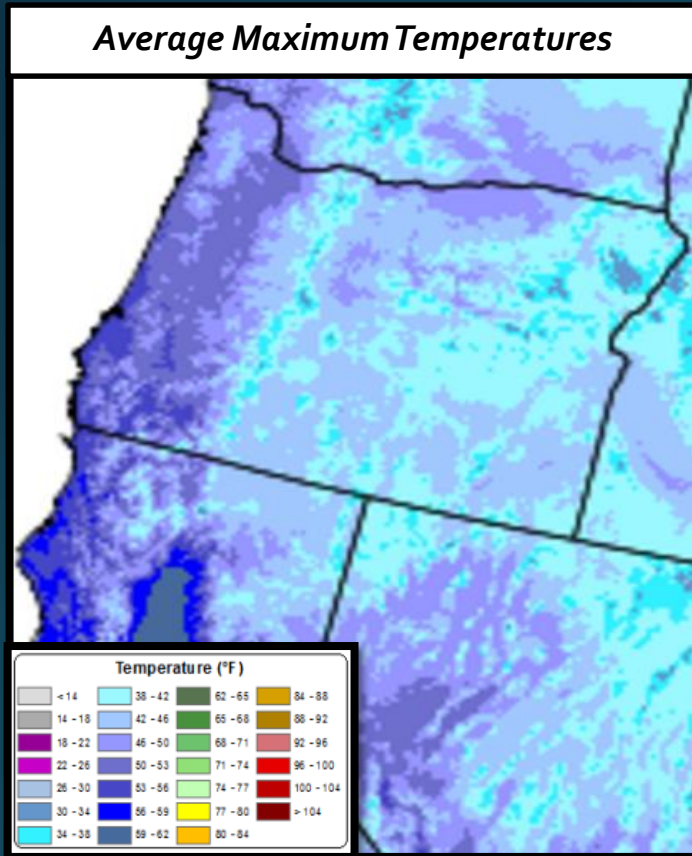 Average Maximum Temperatures
Temperature (°F)
< 14 38 - 42 62 - 65 84 - 88
14 - 18 42 - 46 65 - 68 88 - 92
18 - 22 46 - 50 68 - 71 92 - 96
22 - 26 50 - 53 71 - 74 96 - 100
26 - 30 53 - 56 74 - 77 100 - 104
30 - 34 56 - 59 77 - 80 > 104
34 - 38 59 - 62 80 - 84